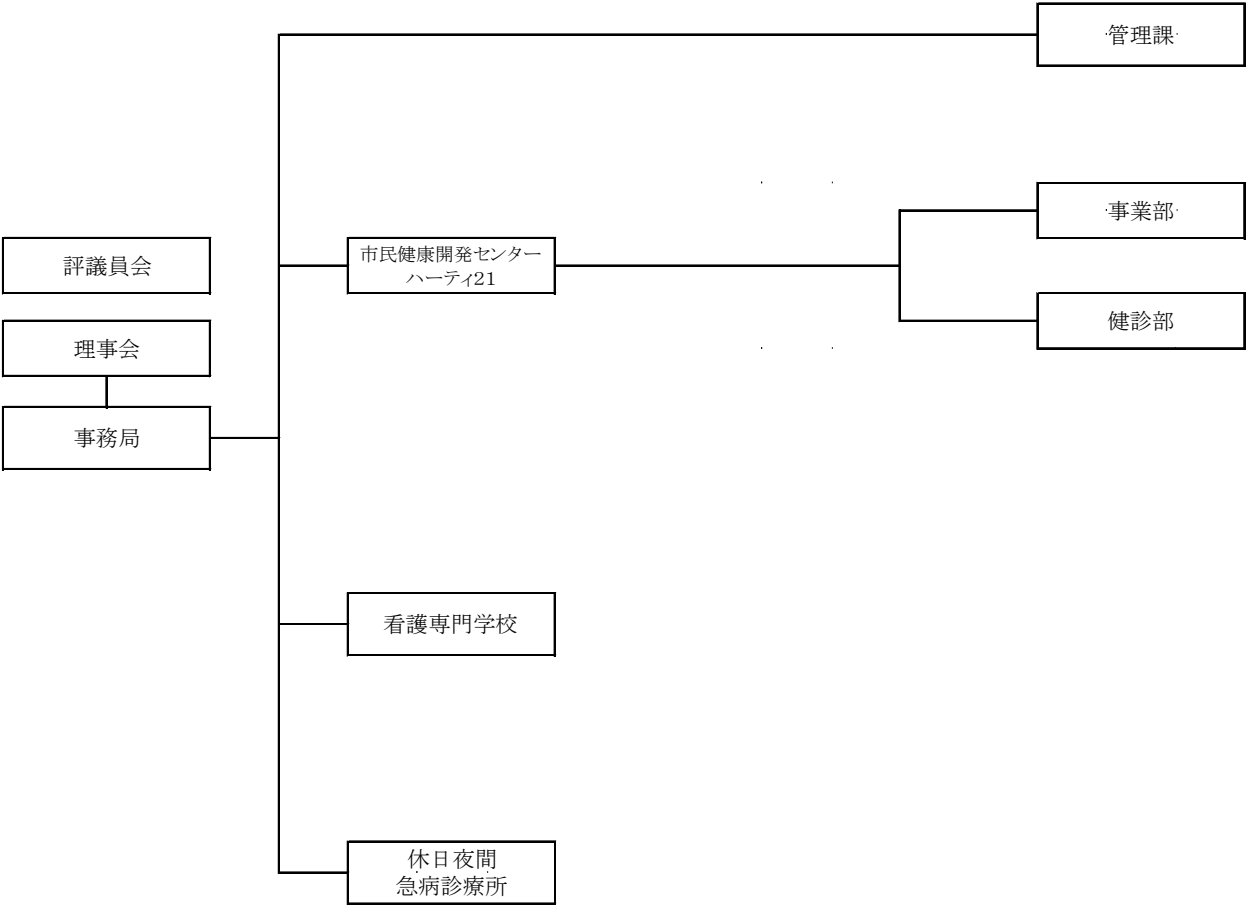 管理課
事業部
評議員会
市民健康開発センター
ハーティ21
健診部
理事会
事務局
看護専門学校
休日夜間
急病診療所